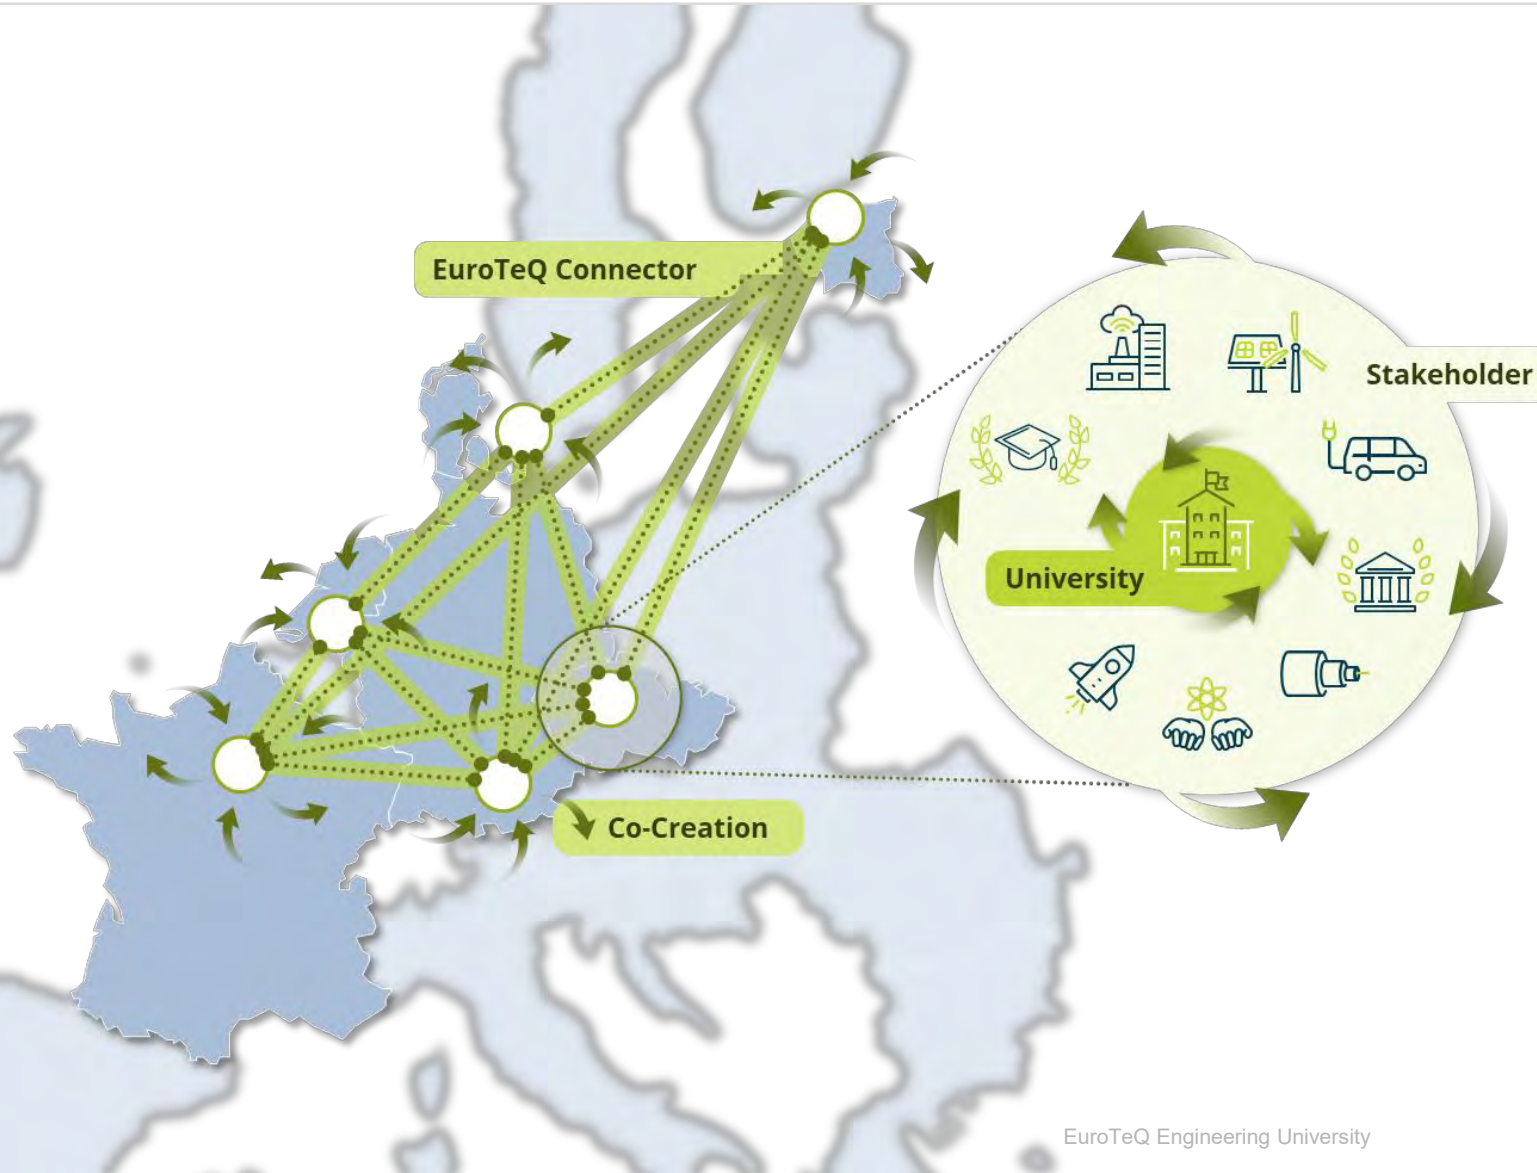 EuroTeQ Connector
Stakeholder
University
Co-Creation
EuroTeQ Engineering University